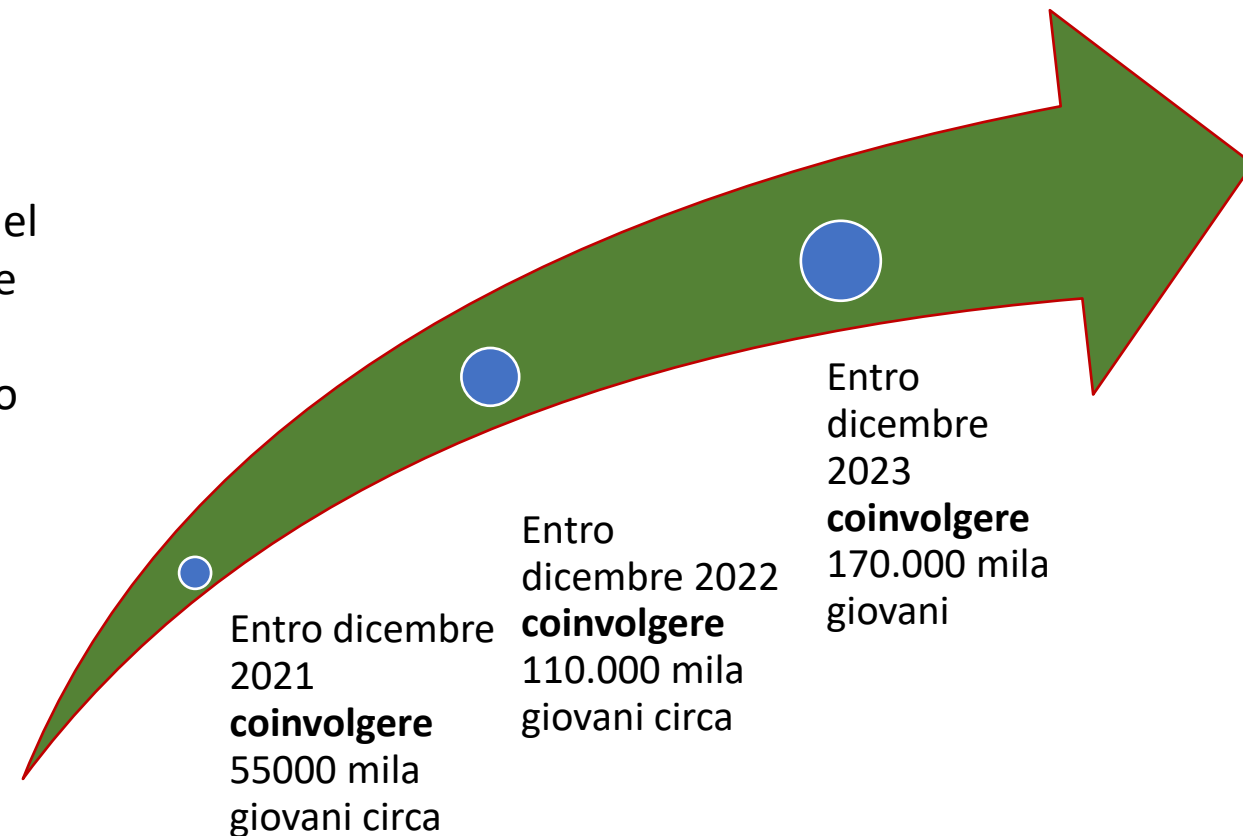 el
e
o
Entro dicembre
2021
coinvolgere
55000 mila
giovani circa
Entro
dicembre 2022
coinvolgere
110.000 mila
giovani circa
Entro
dicembre
2023
coinvolgere
170.000 mila
giovani